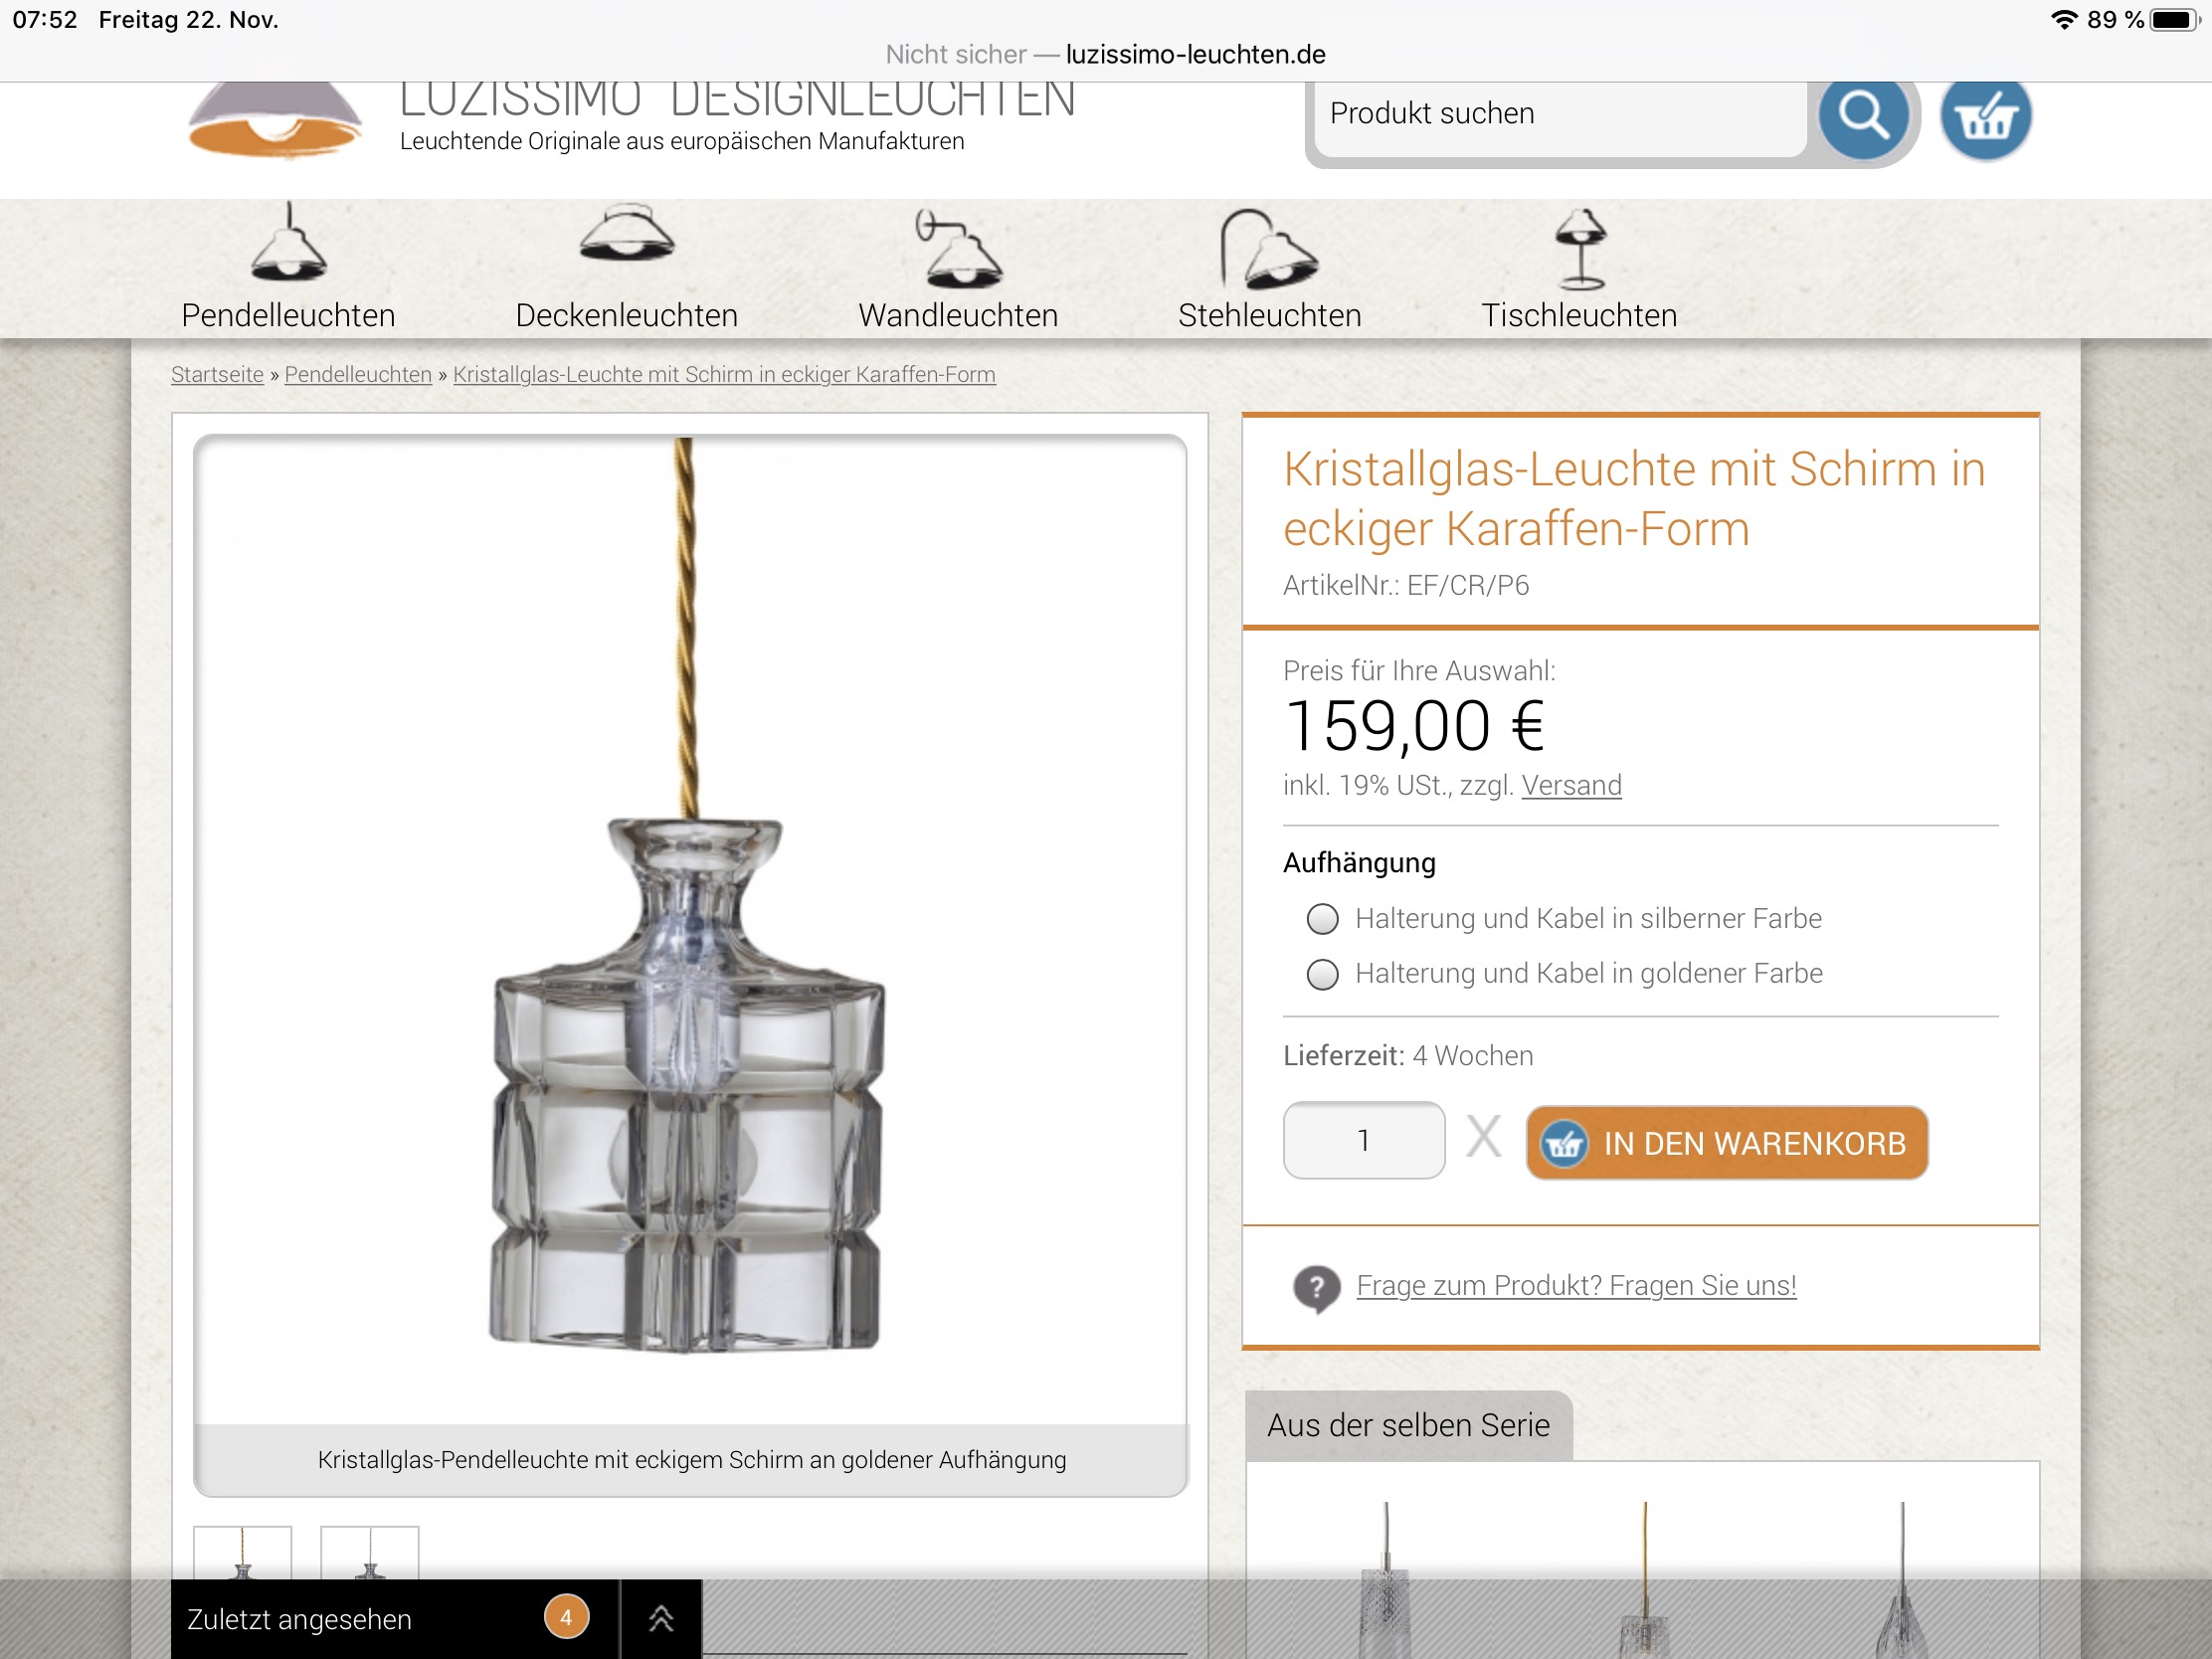 07:52 Freitag 22. Nov.
89 %
Nicht sicher — luzissimo-leuchten.de
LUZISSIMO DESIGNLEUCHTEN
Leuchtende Originale aus europäischen Manufakturen
Produkt suchen
Pendelleuchten
Deckenleuchten
Wandleuchten
Stehleuchten
Tischleuchten
Startseite » Pendelleuchten » Kristallglas-Leuchte mit Schirm in eckiger Karaffen-Form
Kristallglas-Pendelleuchte mit eckigem Schirm an goldener Aufhängung
Kristallglas-Leuchte mit Schirm in
eckiger Karaffen-Form
ArtikelNr.: EF/CR/P6
Preis für Ihre Auswahl:
159,00 €
inkl. 19% USt., zzgl. Versand
Aufhängung
Halterung und Kabel in silberner Farbe
Halterung und Kabel in goldener Farbe
Lieferzeit: 4 Wochen
1 X IN DEN WARENKORB
? Frage zum Produkt? Fragen Sie uns!
Aus der selben Serie
Zuletzt angesehen 4